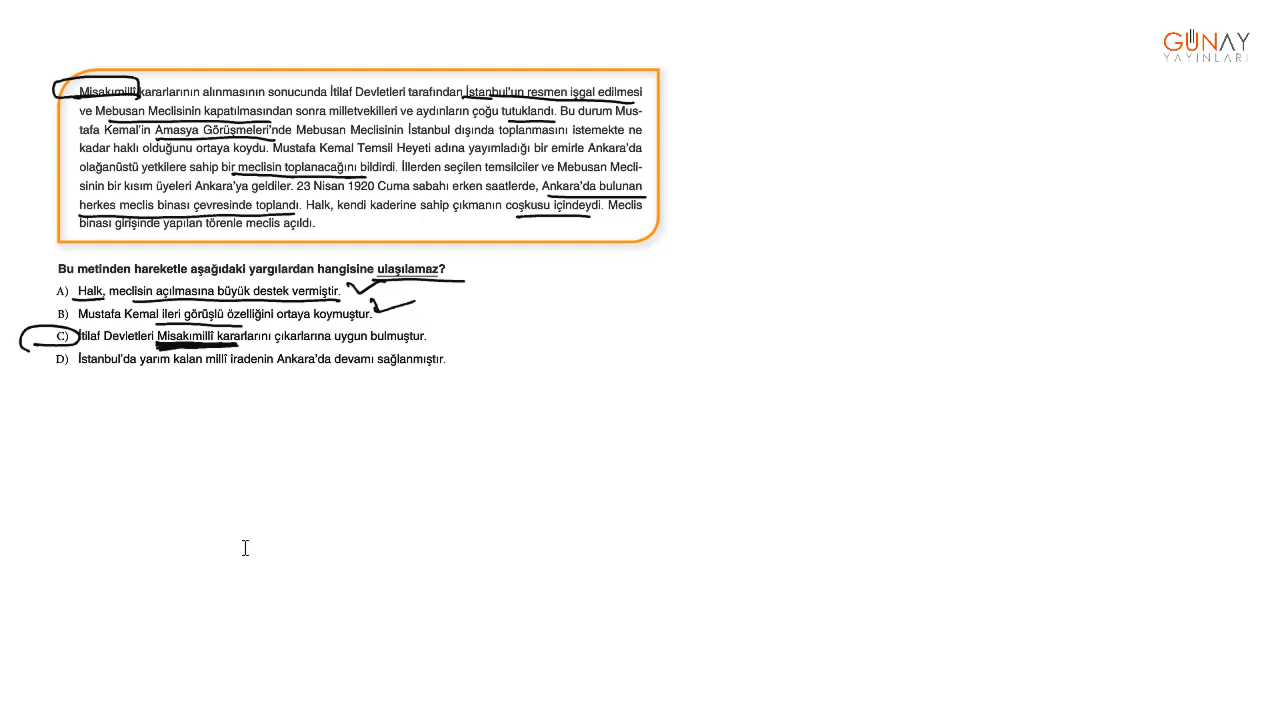 GÜNAY
YAYINLARI
Misakımillî kararlarının alınmasının sonucunda İtilaf Devletleri tarafından İstanbul'un resmen işgal edilmesi
ve Mebusan Meclisinin kapatılmasından sonra milletvekilleri ve aydınların çoğu tutuklandı. Bu durum Mus-
tafa Kemal'in Amasya Görüşmeleri'nde Mebusan Meclisinin İstanbul dışında toplanmasını istemekte ne
kadar haklı olduğunu ortaya koydu. Mustafa Kemal Temsil Heyeti adına yayımladığı bir emirle Ankara'da
olağanüstü yetkilere sahip bir meclisin toplanacağını bildirdi. İllerden seçilen temsilciler ve Mebusan Mecli-
sinin bir kısım üyeleri Ankara'ya geldiler. 23 Nisan 1920 Cuma sabahı erken saatlerde, Ankara'da bulunan
herkes meclis binası çevresinde toplandı. Halk, kendi kaderine sahip çıkmanın coşkusu içindeydi. Meclis
binası girişinde yapılan törenle meclis açıldı.
Bu metinden hareketle aşağıdaki yargılardan hangisine ulaşılamaz?
A) Halk, meclisin açılmasına büyük destek vermiştir.
B) Mustafa Kemal ileri görüşlü özelliğini ortaya koymuştur.
C) İtilaf Devletleri Misakımillî kararlarını çıkarlarına uygun bulmuştur.
D) İstanbul'da yarım kalan millî iradenin Ankara'da devamı sağlanmıştır.